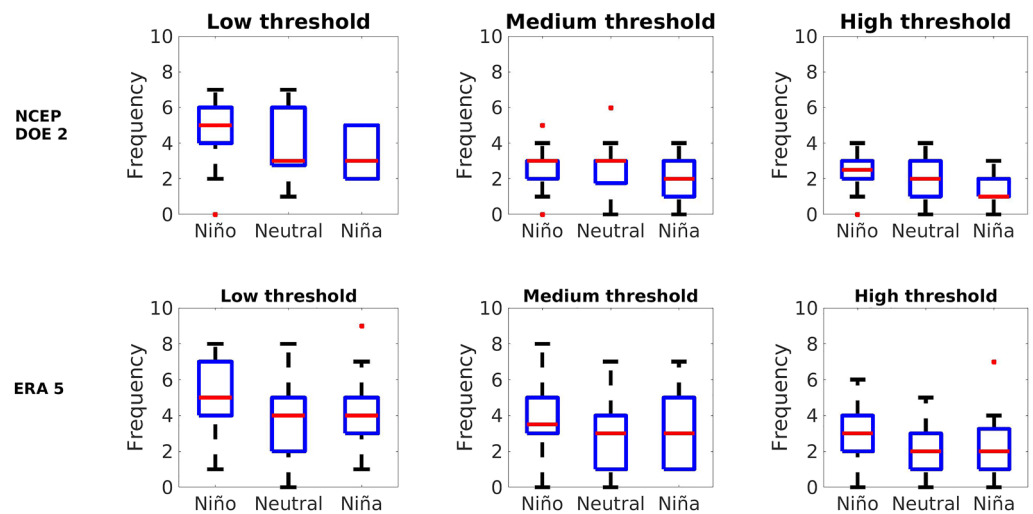 Low threshold
Medium threshold
High threshold
NCEP
DOE 2
Frequency
10
8
6
4
2
0
Niño Neutral Niña
Frequency
10
8
6
4
2
0
Niño Neutral Niña
Frequency
10
8
6
4
2
0
Niño Neutral Niña
Low threshold
Medium threshold
High threshold
ERA 5
Frequency
10
8
6
4
2
0
Niño Neutral Niña
Frequency
10
8
6
4
2
0
Niño Neutral Niña
Frequency
10
8
6
4
2
0
Niño Neutral Niña